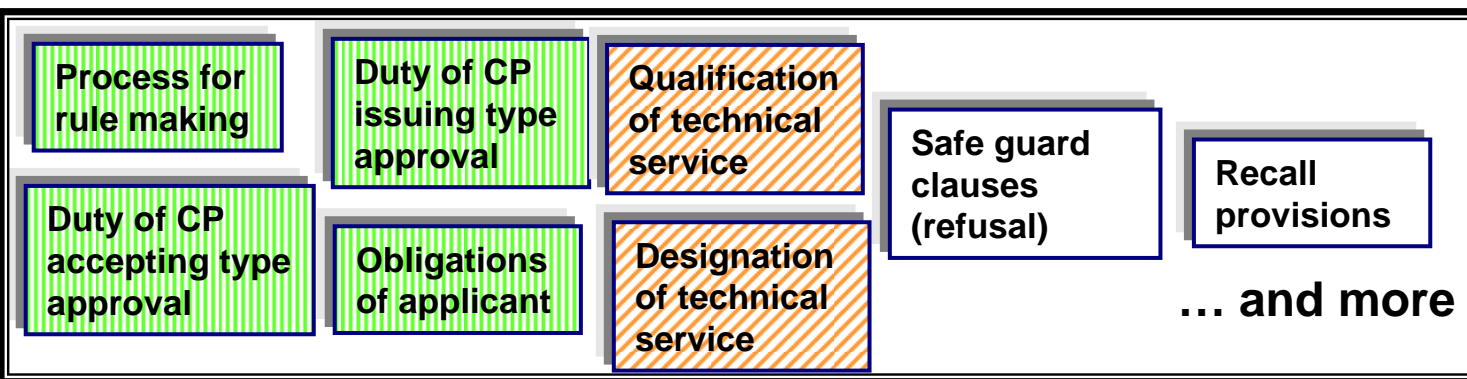 Process for
rule making
Duty of CP
issuing type
approval
Qualification
of technical
service
Safe guard
clauses
(refusal)
Recall
provisions
Duty of CP
accepting type
approval
Obligations
of applicant
Designation
of technical
service
… and more